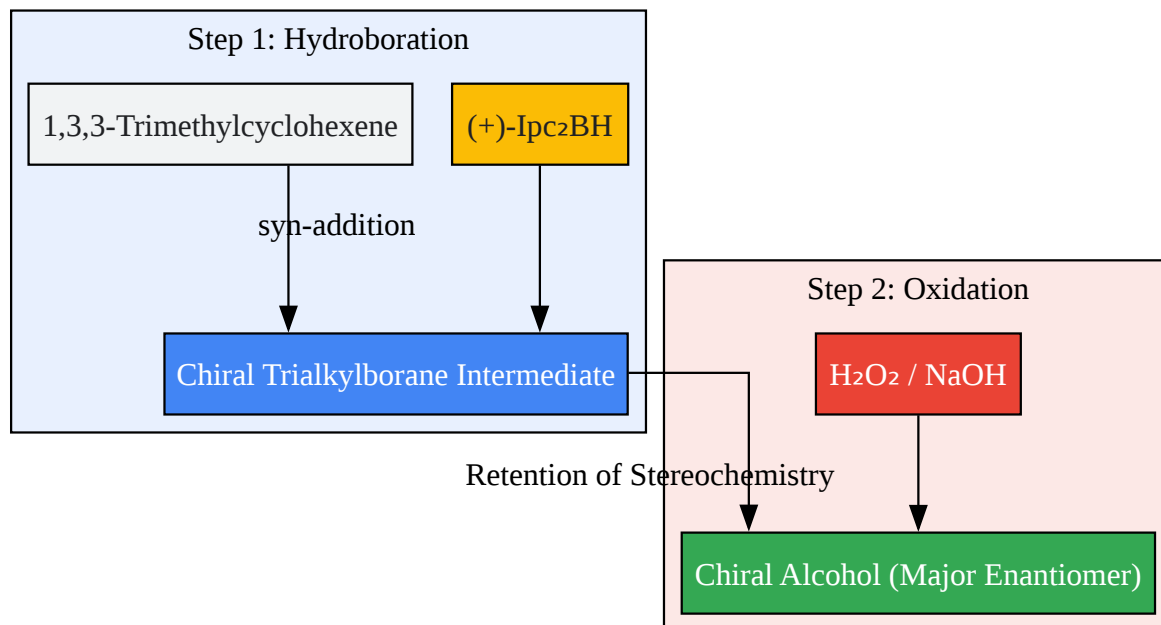 Step 1: Hydroboration
1,3,3-Trimethylcyclohexene
(+)-Ipc₂BH
syn-addition
Chiral Trialkylborane Intermediate
Step 2: Oxidation
H₂O₂ / NaOH
Retention of Stereochemistry
Chiral Alcohol (Major Enantiomer)